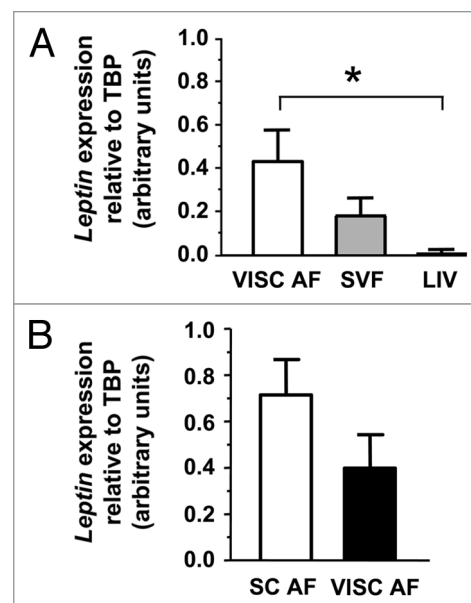 A
Leptin expression
relative to TBP
(arbitrary units)
1.0
0.8
0.6
0.4
0.2
0.0
*
VISC AF SVF LIV
B
Leptin expression
relative to TBP
(arbitrary units)
1.0
0.8
0.6
0.4
0.2
0.0
SC AF VISC AF